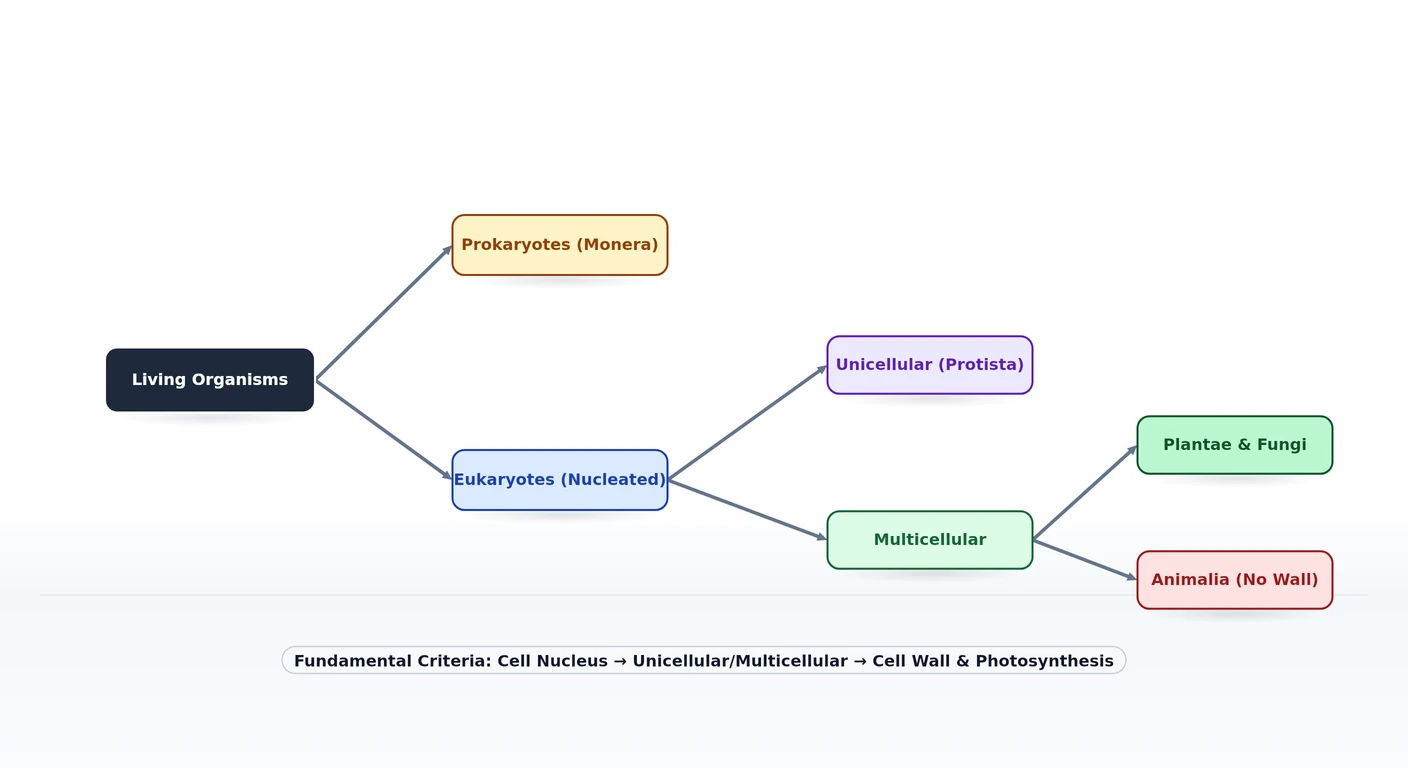 Living Organisms
Prokaryotes (Monera)
Eukaryotes (Nucleated)
Unicellular (Protista)
Multicellular
Plantae & Fungi
Animalia (No Wall)
Fundamental Criteria: Cell Nucleus → Unicellular/Multicellular → Cell Wall & Photosynthesis